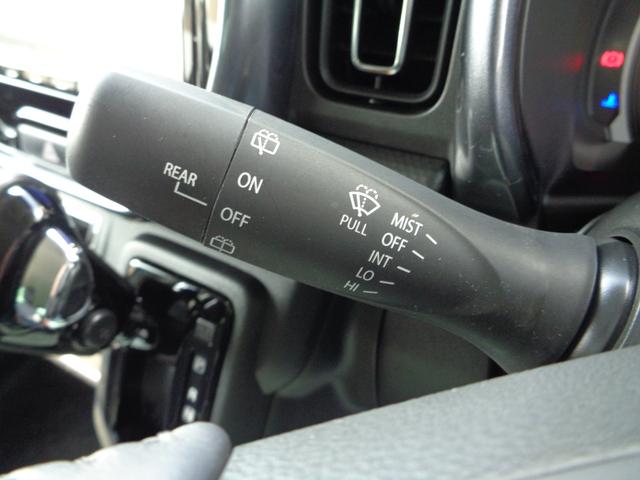 REAR
ON
OFF
PULL
MIST
OFF
INT
LO
HI